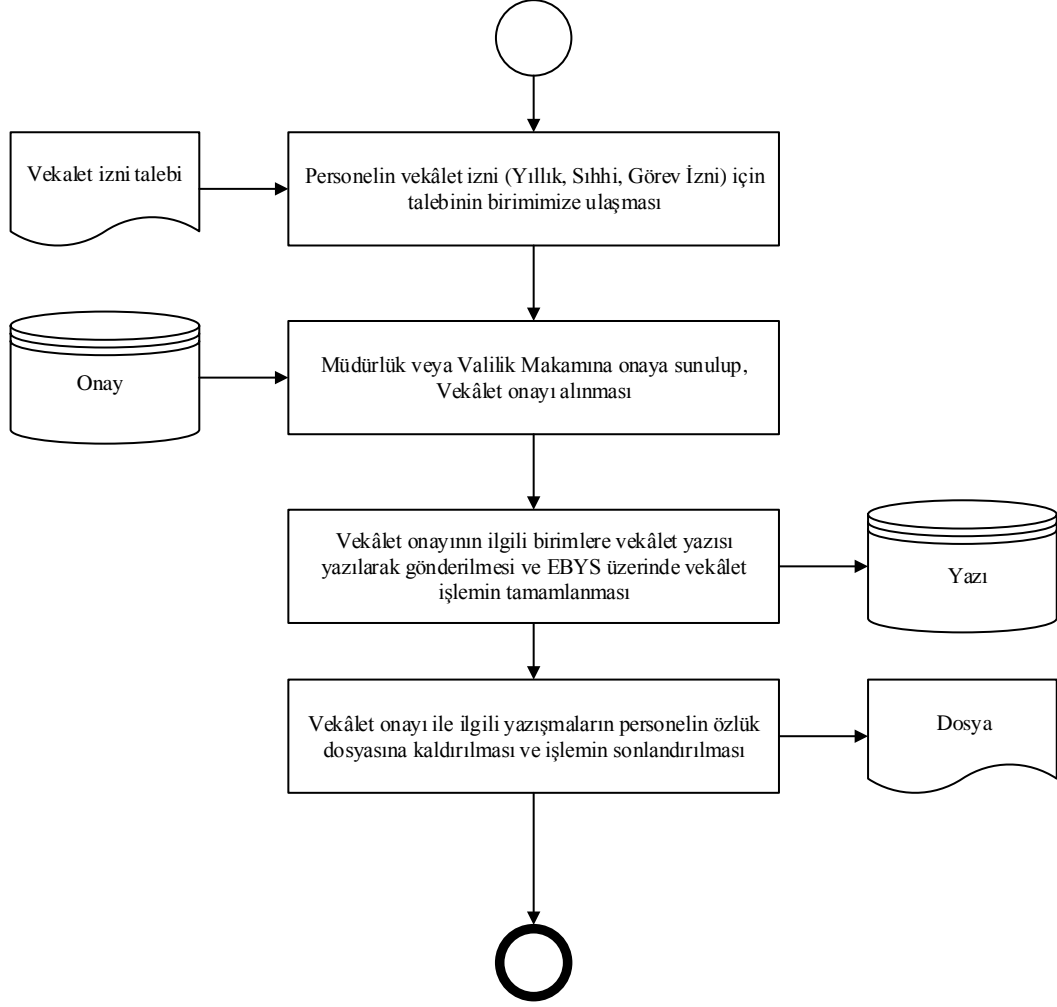 Vekalet izni talebi
Personelin vekâlet izni (Yıllık, Sıhhi, Görev İzni) için
talebinin birimimize ulaşması
Onay
Müdürlük veya Valilik Makamına onaya sunulup,
Vekâlet onayı alınması
Vekâlet onayının ilgili birimlere vekâlet yazısı
yazılarak gönderilmesi ve EBYS üzerinde vekâlet
işlemin tamamlanması
Yazı
Vekâlet onayı ile ilgili yazışmaların personelin özlük
dosyasına kaldırılması ve işlemin sonlandırılması
Dosya